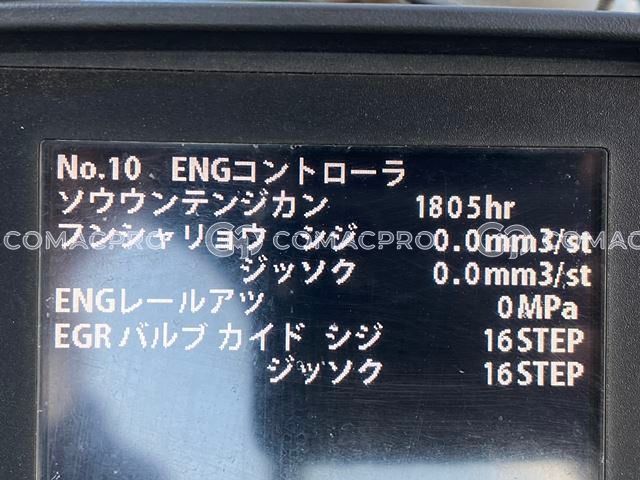 No.10 ENGコントローラ
ソウウンテンジカン 1805hr
フンシャリョウ シジ 0.0mm3/st
ジッソク 0.0mm3/st
ENGレールアツ 0MPa
EGRバルブカイド シジ 16STEP
ジッソク 16STEP
COMACPRO COMACPRO COMACPRO